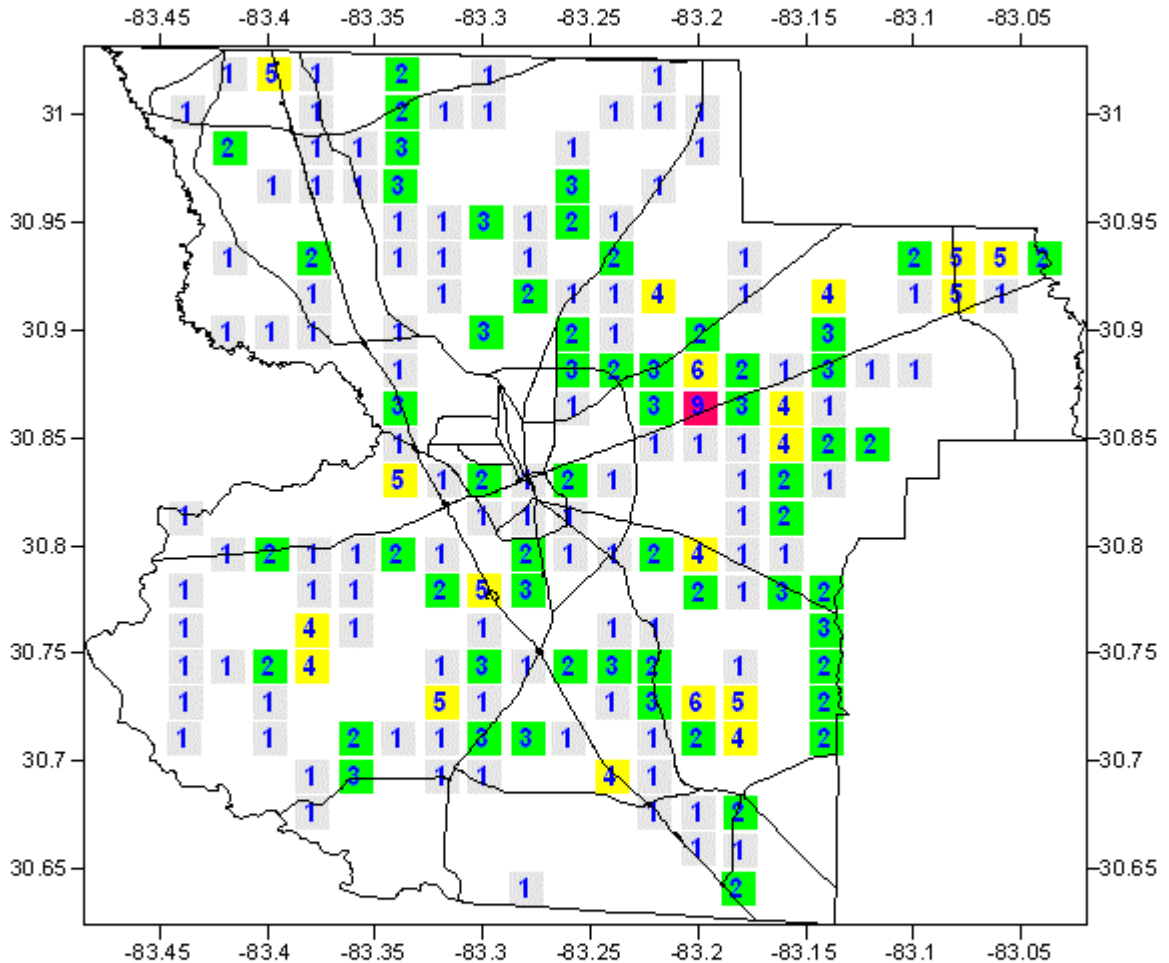 -83.45 -83.4 -83.35 -83.3 -83.25 -83.2 -83.15 -83.1 -83.05
1 5 1 2 1 1
31 1 1 2 1 1 1 1 1 31
2 1 1 3 1 1
1 1 1 3 3 1
30.95 1 1 3 1 2 1 30.95
1 2 1 1 1 2 1 2 5 5 2
1 1 2 1 1 4 1 4 1 5 1
30.9 1 1 1 1 3 2 1 2 3 30.9
1 3 2 3 6 2 1 3 1 1
3 1 3 9 3 4 1
30.85 1 1 1 1 4 2 2 30.85
5 1 2 1 2 1 1 2 1
1 1 1 1 1 2
30.8 1 2 1 1 2 1 2 1 1 2 4 1 1 30.8
1 1 1 2 5 3 2 1 3 2
1 4 1 1 1 1 3
30.75 1 1 2 4 1 3 1 2 3 2 1 2 30.75
1 1 5 1 1 3 6 5 2
1 1 2 1 1 3 3 1 1 2 4 2
30.7 1 3 1 1 4 1 30.7
1 1 1 2
30.65 1 1 30.65
1 2
-83.45 -83.4 -83.35 -83.3 -83.25 -83.2 -83.15 -83.1 -83.05